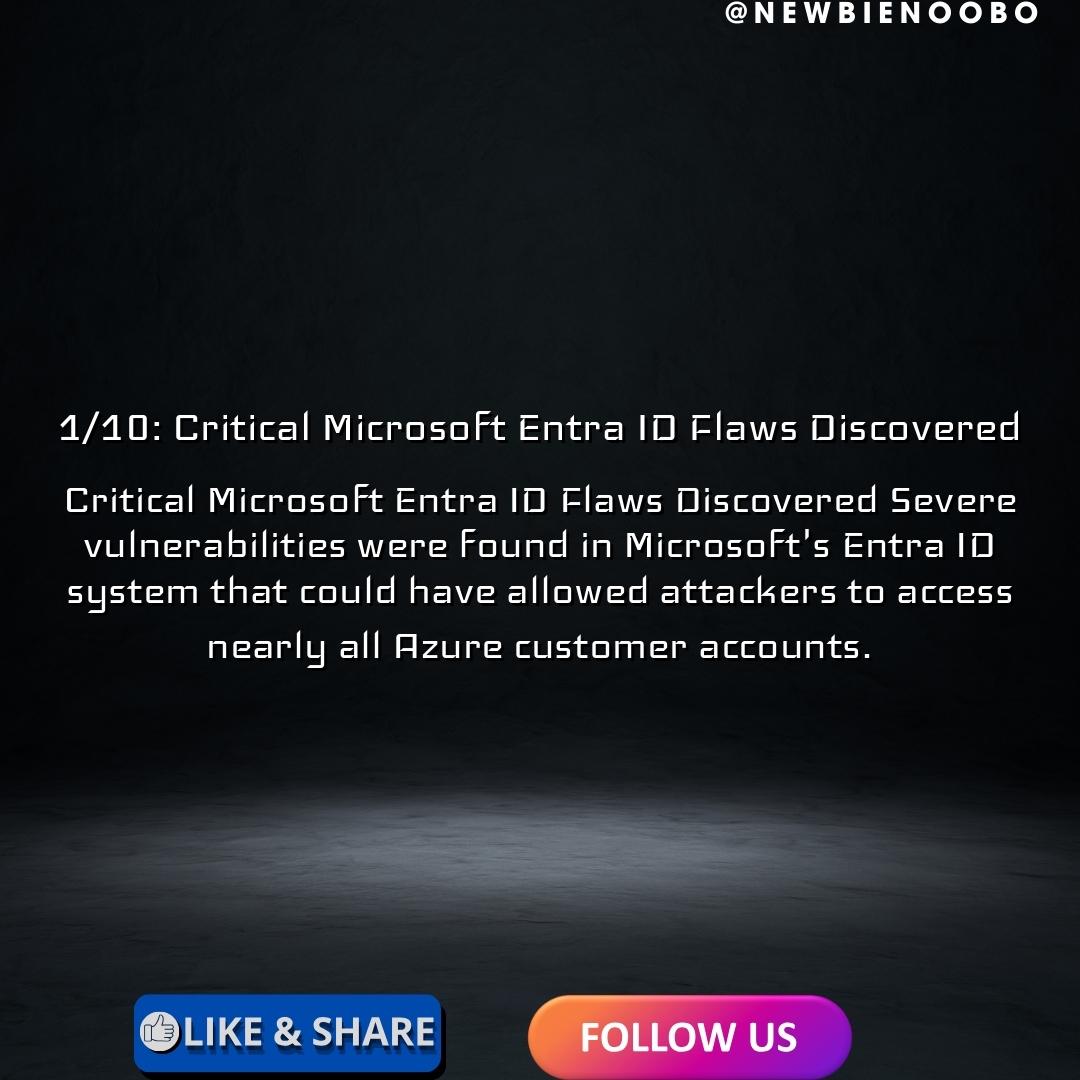 @NEWBIENOOBO
1/10: Critical Microsoft Entra ID Flaws Discovered
Critical Microsoft Entra ID Flaws Discovered Severe
vulnerabilities were found in Microsoft's Entra ID
system that could have allowed attackers to access
nearly all Azure customer accounts.
LIKE & SHARE
FOLLOW US